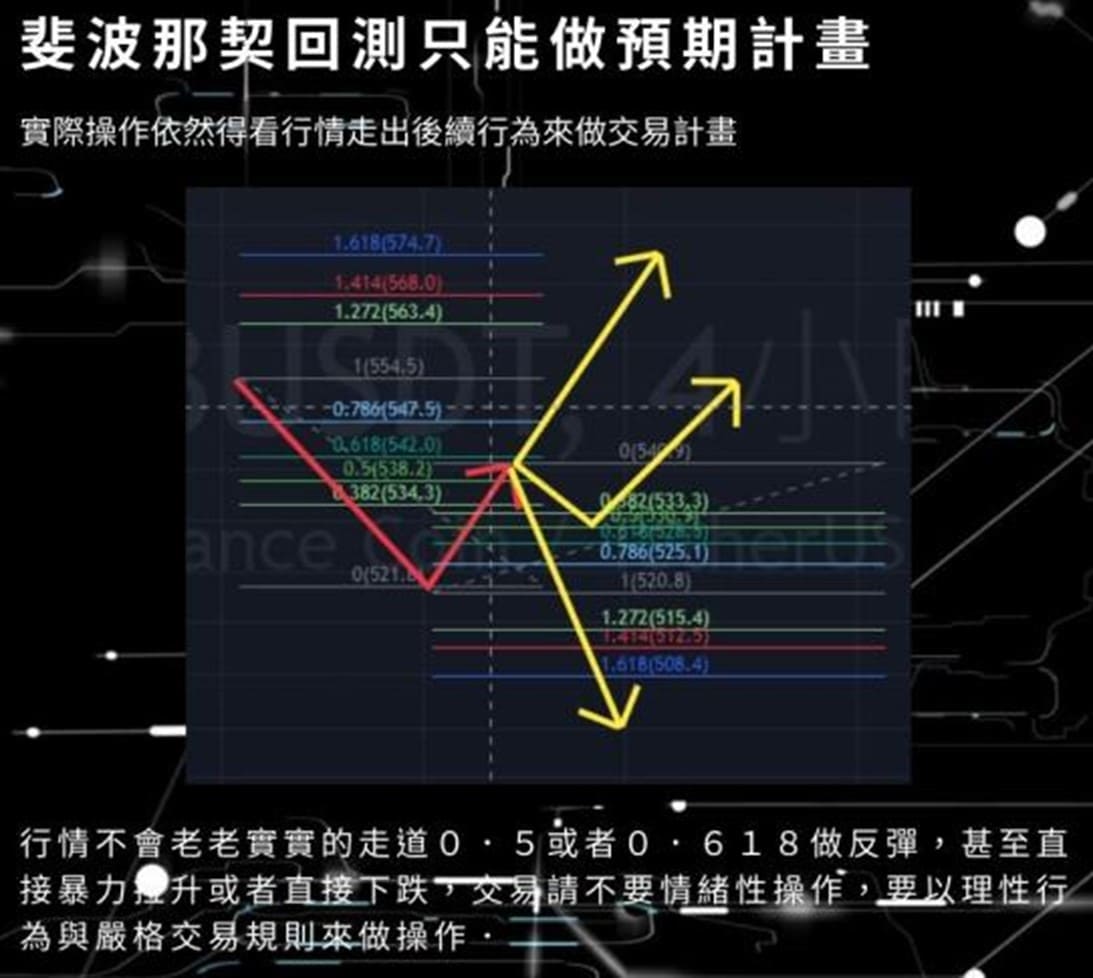 斐波那契回測只能做預期計畫
實際操作依然得看行情走出後續行為來做交易計畫
1.618(574.7)
1.414(568.0)
1.272(563.4)
1(554.5)
0.786(547.5)
0.618(542.0)
0.5(538.2)
0.382(534.3)
0(521.
BUSDT, 4小
0(540.9)
0.382(533.3)
0.618(528.5)
0.786(525.1)
1(520.8)
1.272(515.4)
1.414(512.5)
1.618(508.4)
行情不會老老實實的走道０．５或者０．６１８做反彈，甚至直
接暴力拉升或者直接下跌，交易請不要情緒性操作，要以理性行
為與嚴格交易規則來做操作．